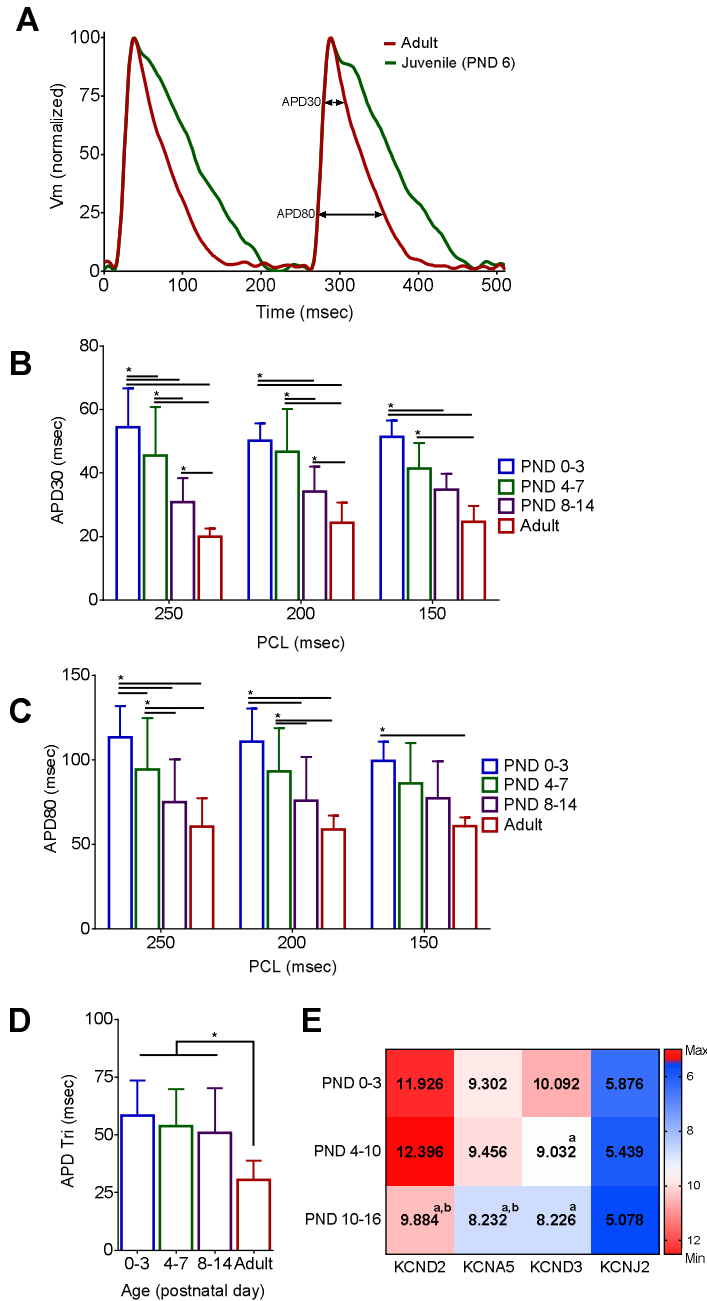 A
Adult
Juvenile (PND 6)
Vm (normalized)
100
75
50
25
0
APD30
APD80
0 100 200 300 400 500
Time (msec)
B
APD30 (msec)
80
60
40
20
0
* * * * * * * *
PND 0-3
PND 4-7
PND 8-14
Adult
250 200 150
PCL (msec)
C
APD80 (msec)
150
100
50
0
* * * * *
PND 0-3
PND 4-7
PND 8-14
Adult
250 200 150
PCL (msec)
D
APD Tri (msec)
100
75
50
25
0
*
0-3 4-7 8-14 Adult
Age (postnatal day)
E
PND 0-3 11.926 9.302 10.092 5.876
PND 4-10 12.396 9.456 9.032a 5.439
PND 10-16 9.884a,b 8.232a,b 8.226a 5.078
KCND2 KCNA5 KCND3 KCNJ2
Max
6
8
10
12
Min